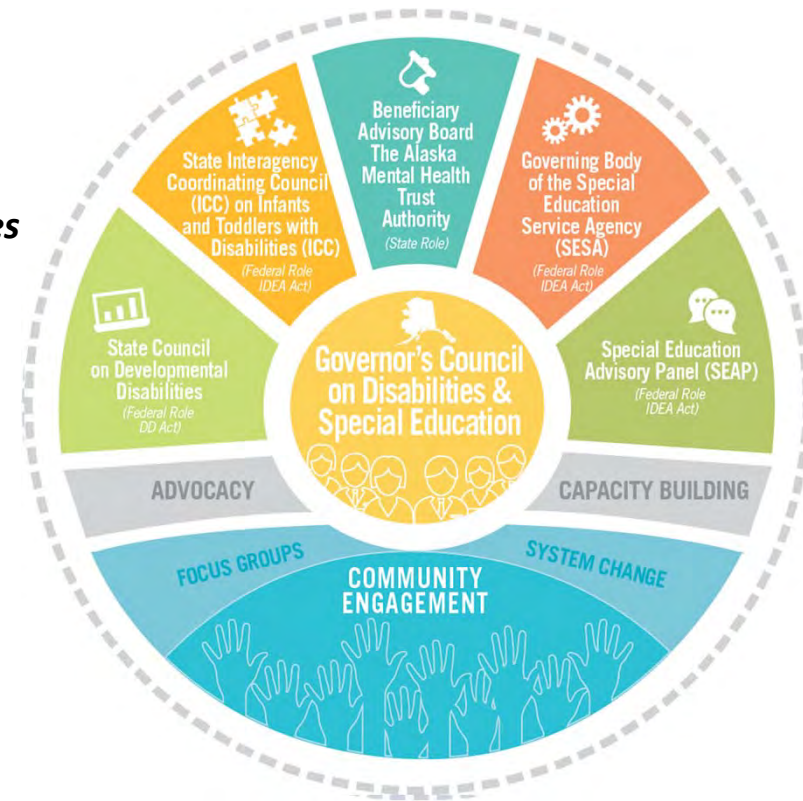 es
Beneficiary
Advisory Board
The Alaska
Mental Health
Trust
Authority
(State Role)
State Interagency
Coordinating Council
(ICC) on Infants
and Toddlers with
Disabilities (ICC)
(Federal Role
IDEA Act)
Governing Body
of the Special
Education
Service Agency
(SESA)
(Federal Role
IDEA Act)
State Council
on Developmental
Disabilities
(Federal Role
DD Act)
Governor's Council
on Disabilities &
Special Education
Special Education
Advisory Panel (SEAP)
(Federal Role
IDEA Act)
ADVOCACY
CAPACITY BUILDING
FOCUS GROUPS
SYSTEM CHANGE
COMMUNITY
ENGAGEMENT